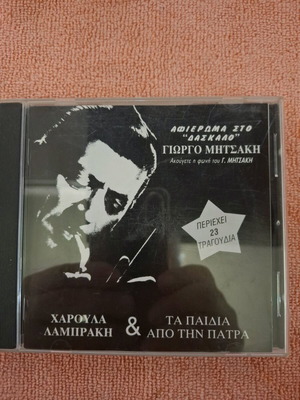 ΑΦΙΕΡΩΜΑ ΣΤΟ
"ΔΑΣΚΑΛΟ"
ΓΙΩΡΓΟ ΜΗΤΣΑΚΗ
Ακούγεται η φωνή του Γ. ΜΗΤΣΑΚΗ
ΠΕΡΙΕΧΕΙ
23
ΤΡΑΓΟΥΔΙΑ
ΧΑΡΟΥΛΑ
ΛΑΜΠΡΑΚΗ
&
ΤΑ ΠΑΙΔΙΑ
ΑΠΟ ΤΗΝ ΠΑΤΡΑ